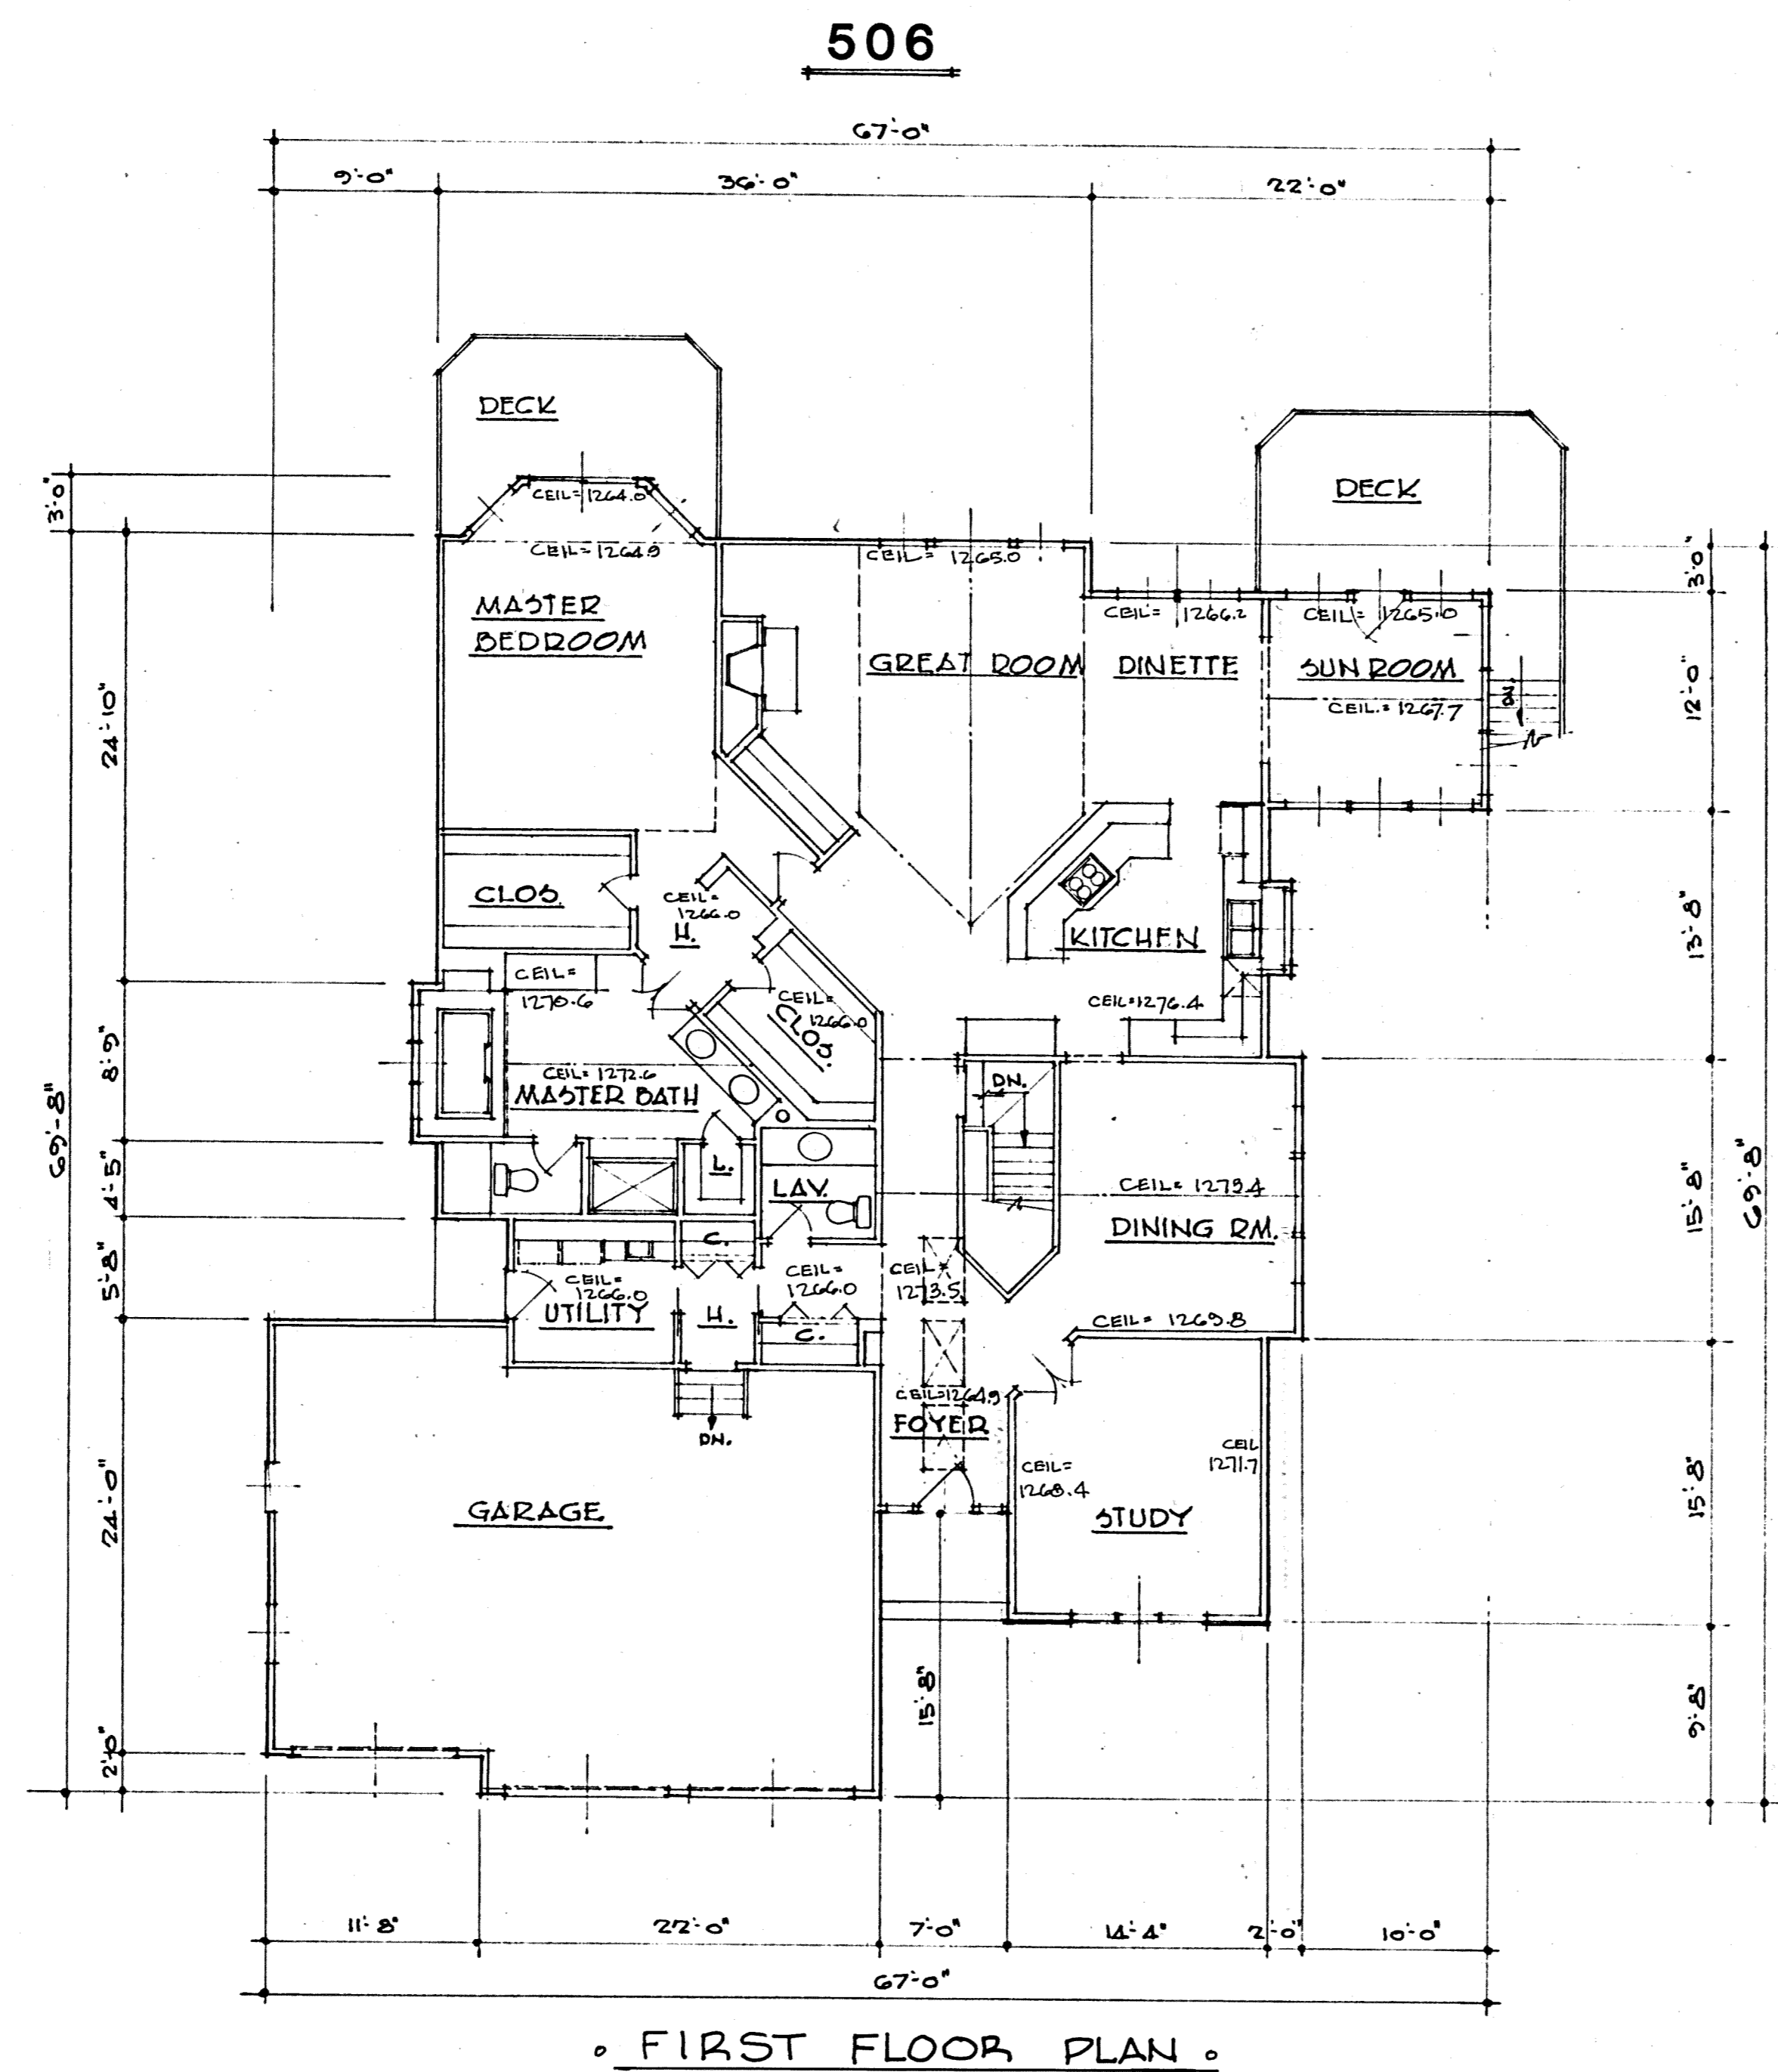 506
67'-0"
9'-0" 36'-0" 22'-0"
DECK
DECK
3'-0"
CEIL= 1264.0
CEIL= 1264.9
CEIL= 1265.0
3'-0"
MASTER
BEDROOM
CEIL= 1266.2
CEIL= 1265.0
GREAT ROOM
DINETTE
SUN ROOM
CEIL.= 1267.7
DN.
24'-10"
12'-0"
CLOS.
CEIL=
1266.0
H.
KITCHEN
13'-8"
CEIL=
1270.6
CEIL=
1266.0
CLOS.
CEIL=1276.4
8'-9"
CEIL= 1272.6
MASTER BATH
DN.
69'-8"
4'-5"
L.
LAV.
CEIL= 1273.4
DINING RM.
15'-8"
69'-8"
C.
5'-8"
CEIL=
1266.0
UTILITY
H.
CEIL=
1266.0
C.
CEIL=
1273.5
CEIL= 1269.8
CEIL=1264.9
FOYER
DN.
CEIL=
1268.4
CEIL
1271.7
24'-0"
GARAGE
STUDY
15'-8"
15'-8"
9'-8"
2'-0"
11'-8" 22'-0" 7'-0" 14'-4" 2'-0" 10'-0"
67'-0"
• FIRST FLOOR PLAN •